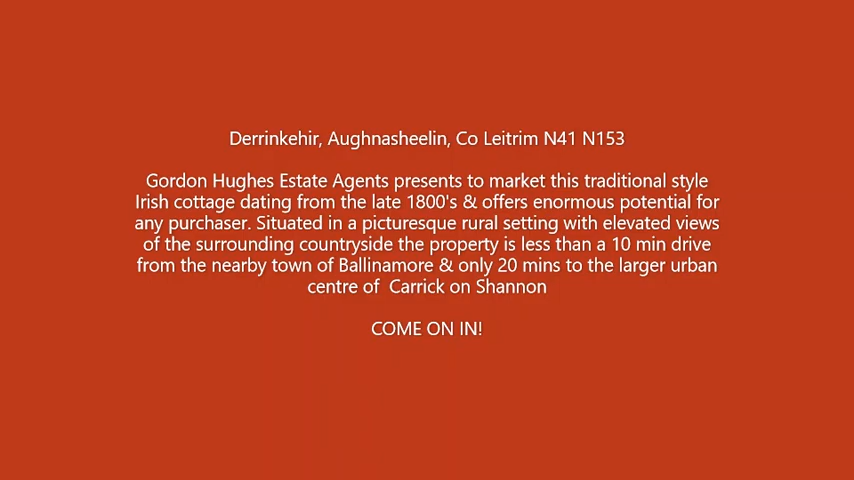 Derrinkehir, Aughnasheelin, Co Leitrim N41 N153
Gordon Hughes Estate Agents presents to market this traditional style
Irish cottage dating from the late 1800's & offers enormous potential for
any purchaser. Situated in a picturesque rural setting with elevated views
of the surrounding countryside the property is less than a 10 min drive
from the nearby town of Ballinamore & only 20 mins to the larger urban
centre of  Carrick on Shannon
COME ON IN!